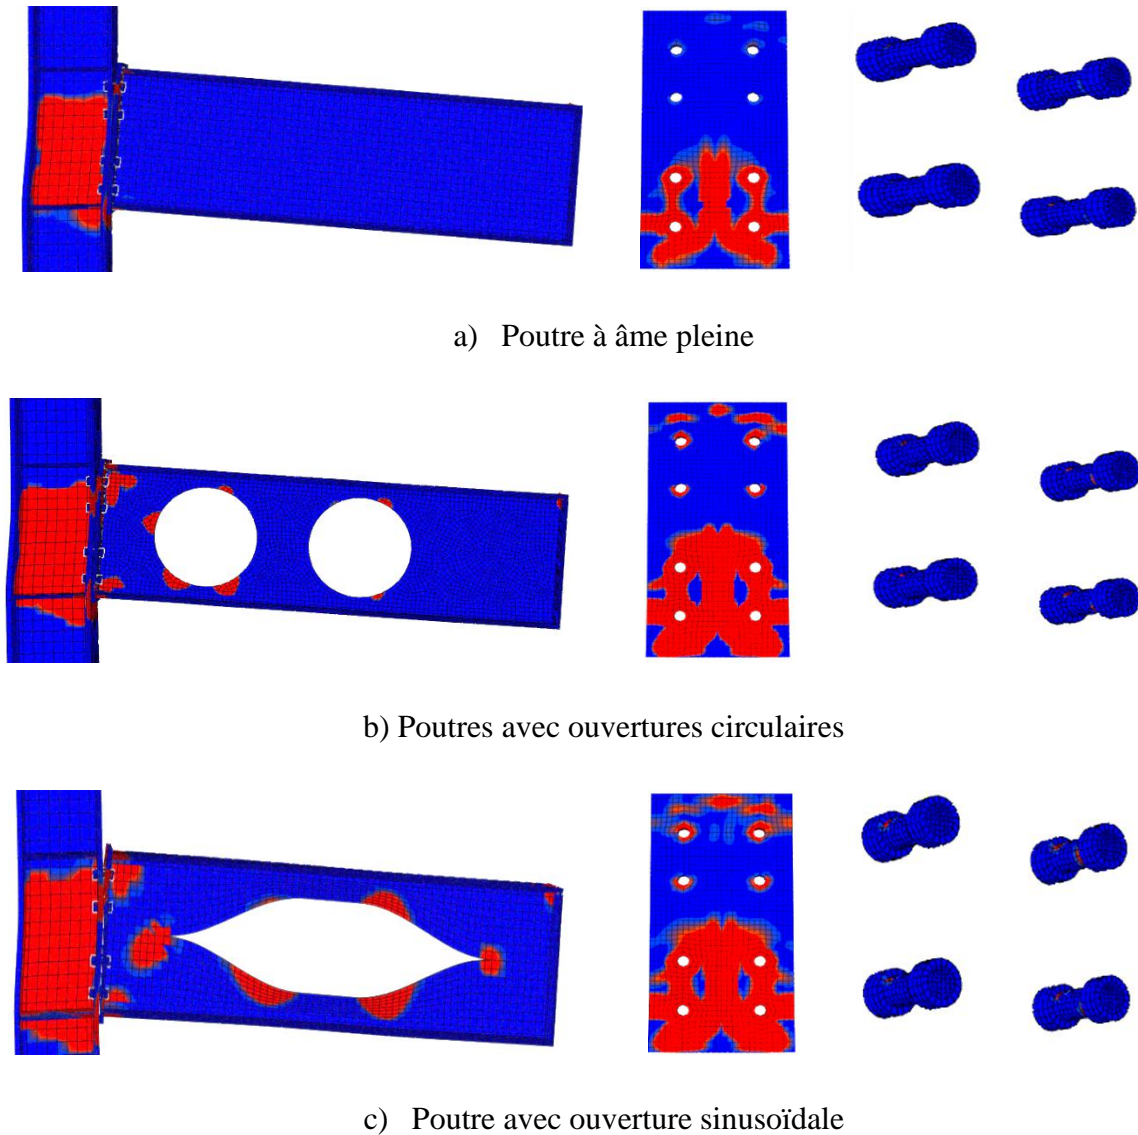 a) Poutre à âme pleine
b) Poutres avec ouvertures circulaires
c) Poutre avec ouverture sinusoïdale